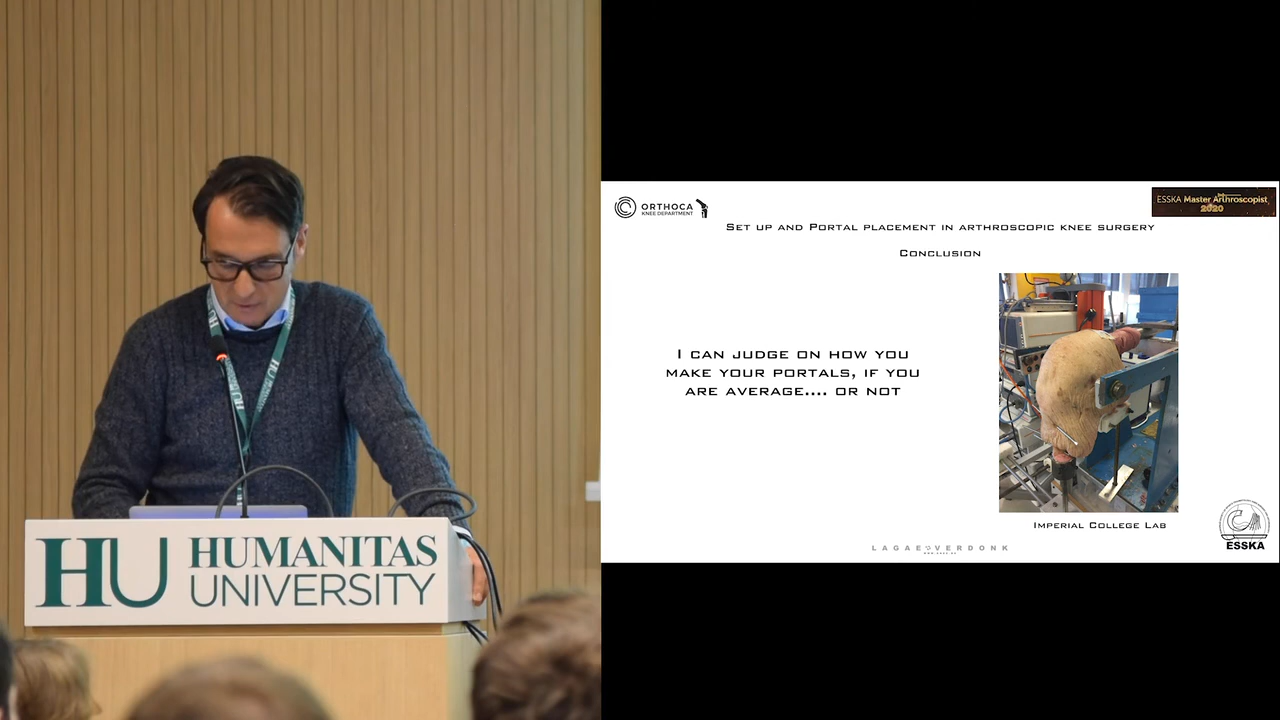 HU HUMANITAS
UNIVERSITY
ORTHOCA
KNEE DEPARTMENT
ESSKA Master Arthroscopist
2020
SET UP AND PORTAL PLACEMENT IN ARTHROSCOPIC KNEE SURGERY
CONCLUSION
I CAN JUDGE ON HOW YOU
MAKE YOUR PORTALS, IF YOU
ARE AVERAGE.... OR NOT
IMPERIAL COLLEGE LAB
ESSKA